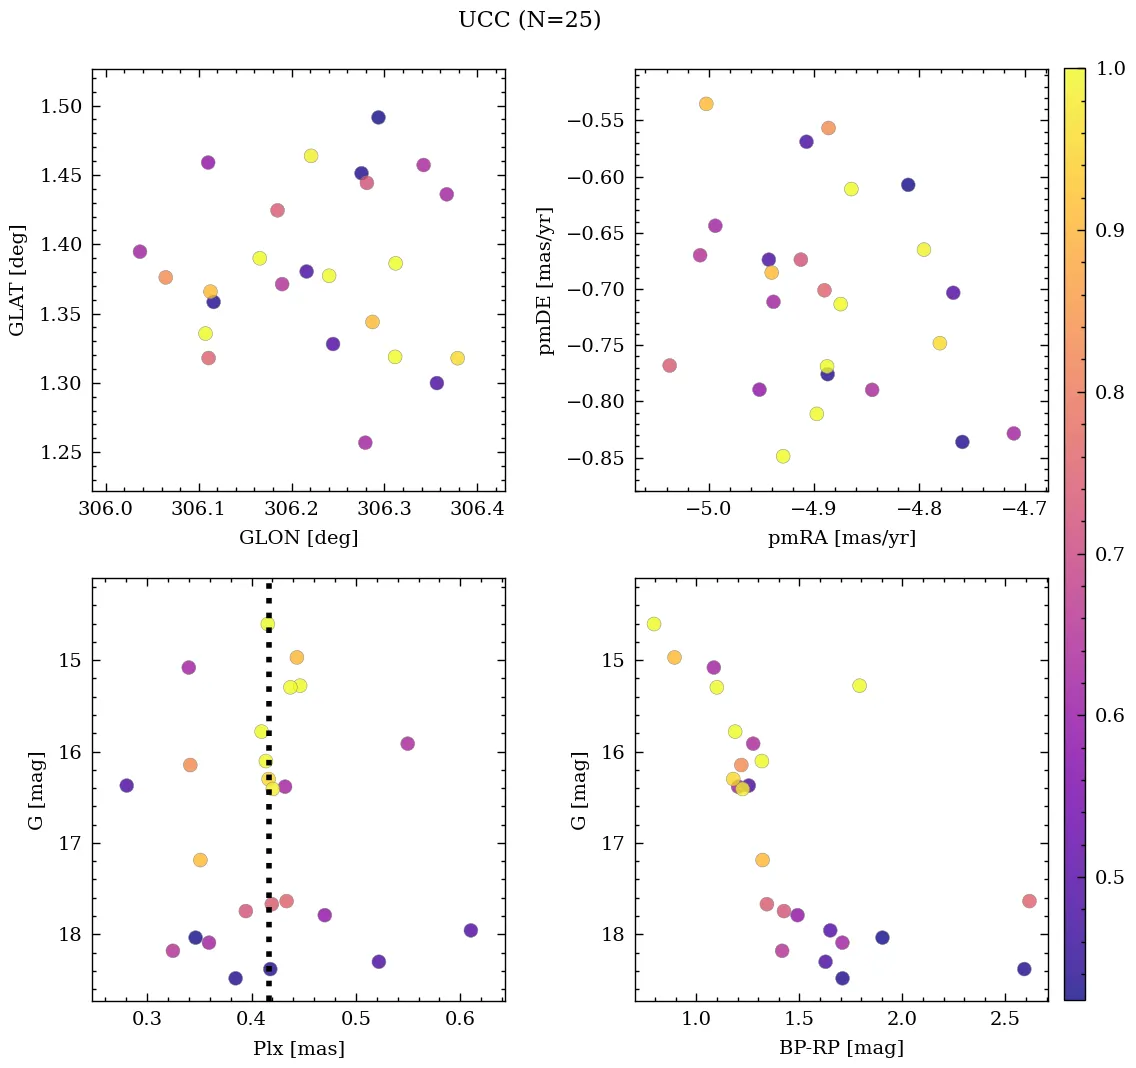 UCC (N=25)
1.50
1.45
1.40
1.35
1.30
1.25
GLAT [deg]
306.0 306.1 306.2 306.3 306.4
GLON [deg]
−0.55
−0.60
−0.65
−0.70
−0.75
−0.80
−0.85
pmDE [mas/yr]
−5.0 −4.9 −4.8 −4.7
pmRA [mas/yr]
1.0
0.9
0.8
0.7
0.6
0.5
15
16
17
18
G [mag]
0.3 0.4 0.5 0.6
Plx [mas]
15
16
17
18
G [mag]
1.0 1.5 2.0 2.5
BP-RP [mag]